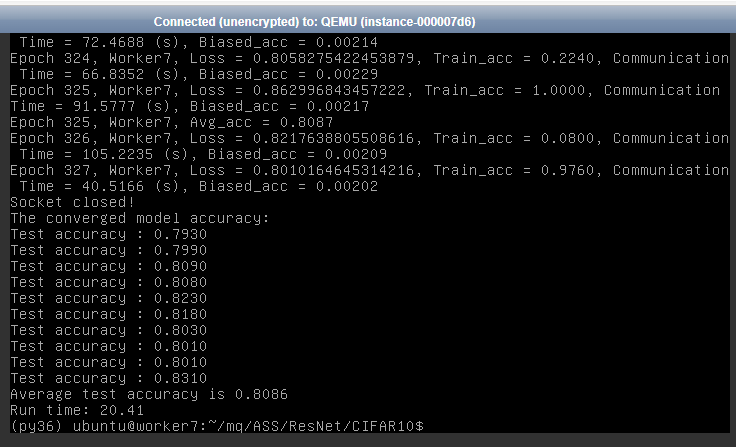 Connected (unencrypted) to: QEMU (instance-000007d6)
Time = 72.4688 (s), Biased_acc = 0.00214
Epoch 324, Worker7, Loss = 0.8058275422453879, Train_acc = 0.2240, Communication
Time = 66.8352 (s), Biased_acc = 0.00229
Epoch 325, Worker7, Loss = 0.862996843457222, Train_acc = 1.0000, Communication
Time = 91.5777 (s), Biased_acc = 0.00217
Epoch 325, Worker7, Avg_acc = 0.8087
Epoch 326, Worker7, Loss = 0.8217638805508616, Train_acc = 0.0800, Communication
Time = 105.2235 (s), Biased_acc = 0.00209
Epoch 327, Worker7, Loss = 0.8010164645314216, Train_acc = 0.9760, Communication
Time = 40.5166 (s), Biased_acc = 0.00202
Socket closed!
The converged model accuracy:
Test accuracy : 0.7930
Test accuracy : 0.7990
Test accuracy : 0.8090
Test accuracy : 0.8080
Test accuracy : 0.8230
Test accuracy : 0.8180
Test accuracy : 0.8030
Test accuracy : 0.8010
Test accuracy : 0.8010
Test accuracy : 0.8310
Average test accuracy is 0.8086
Run time: 20.41
(py36) ubuntu@worker7:~/mq/ASS/ResNet/CIFAR10$